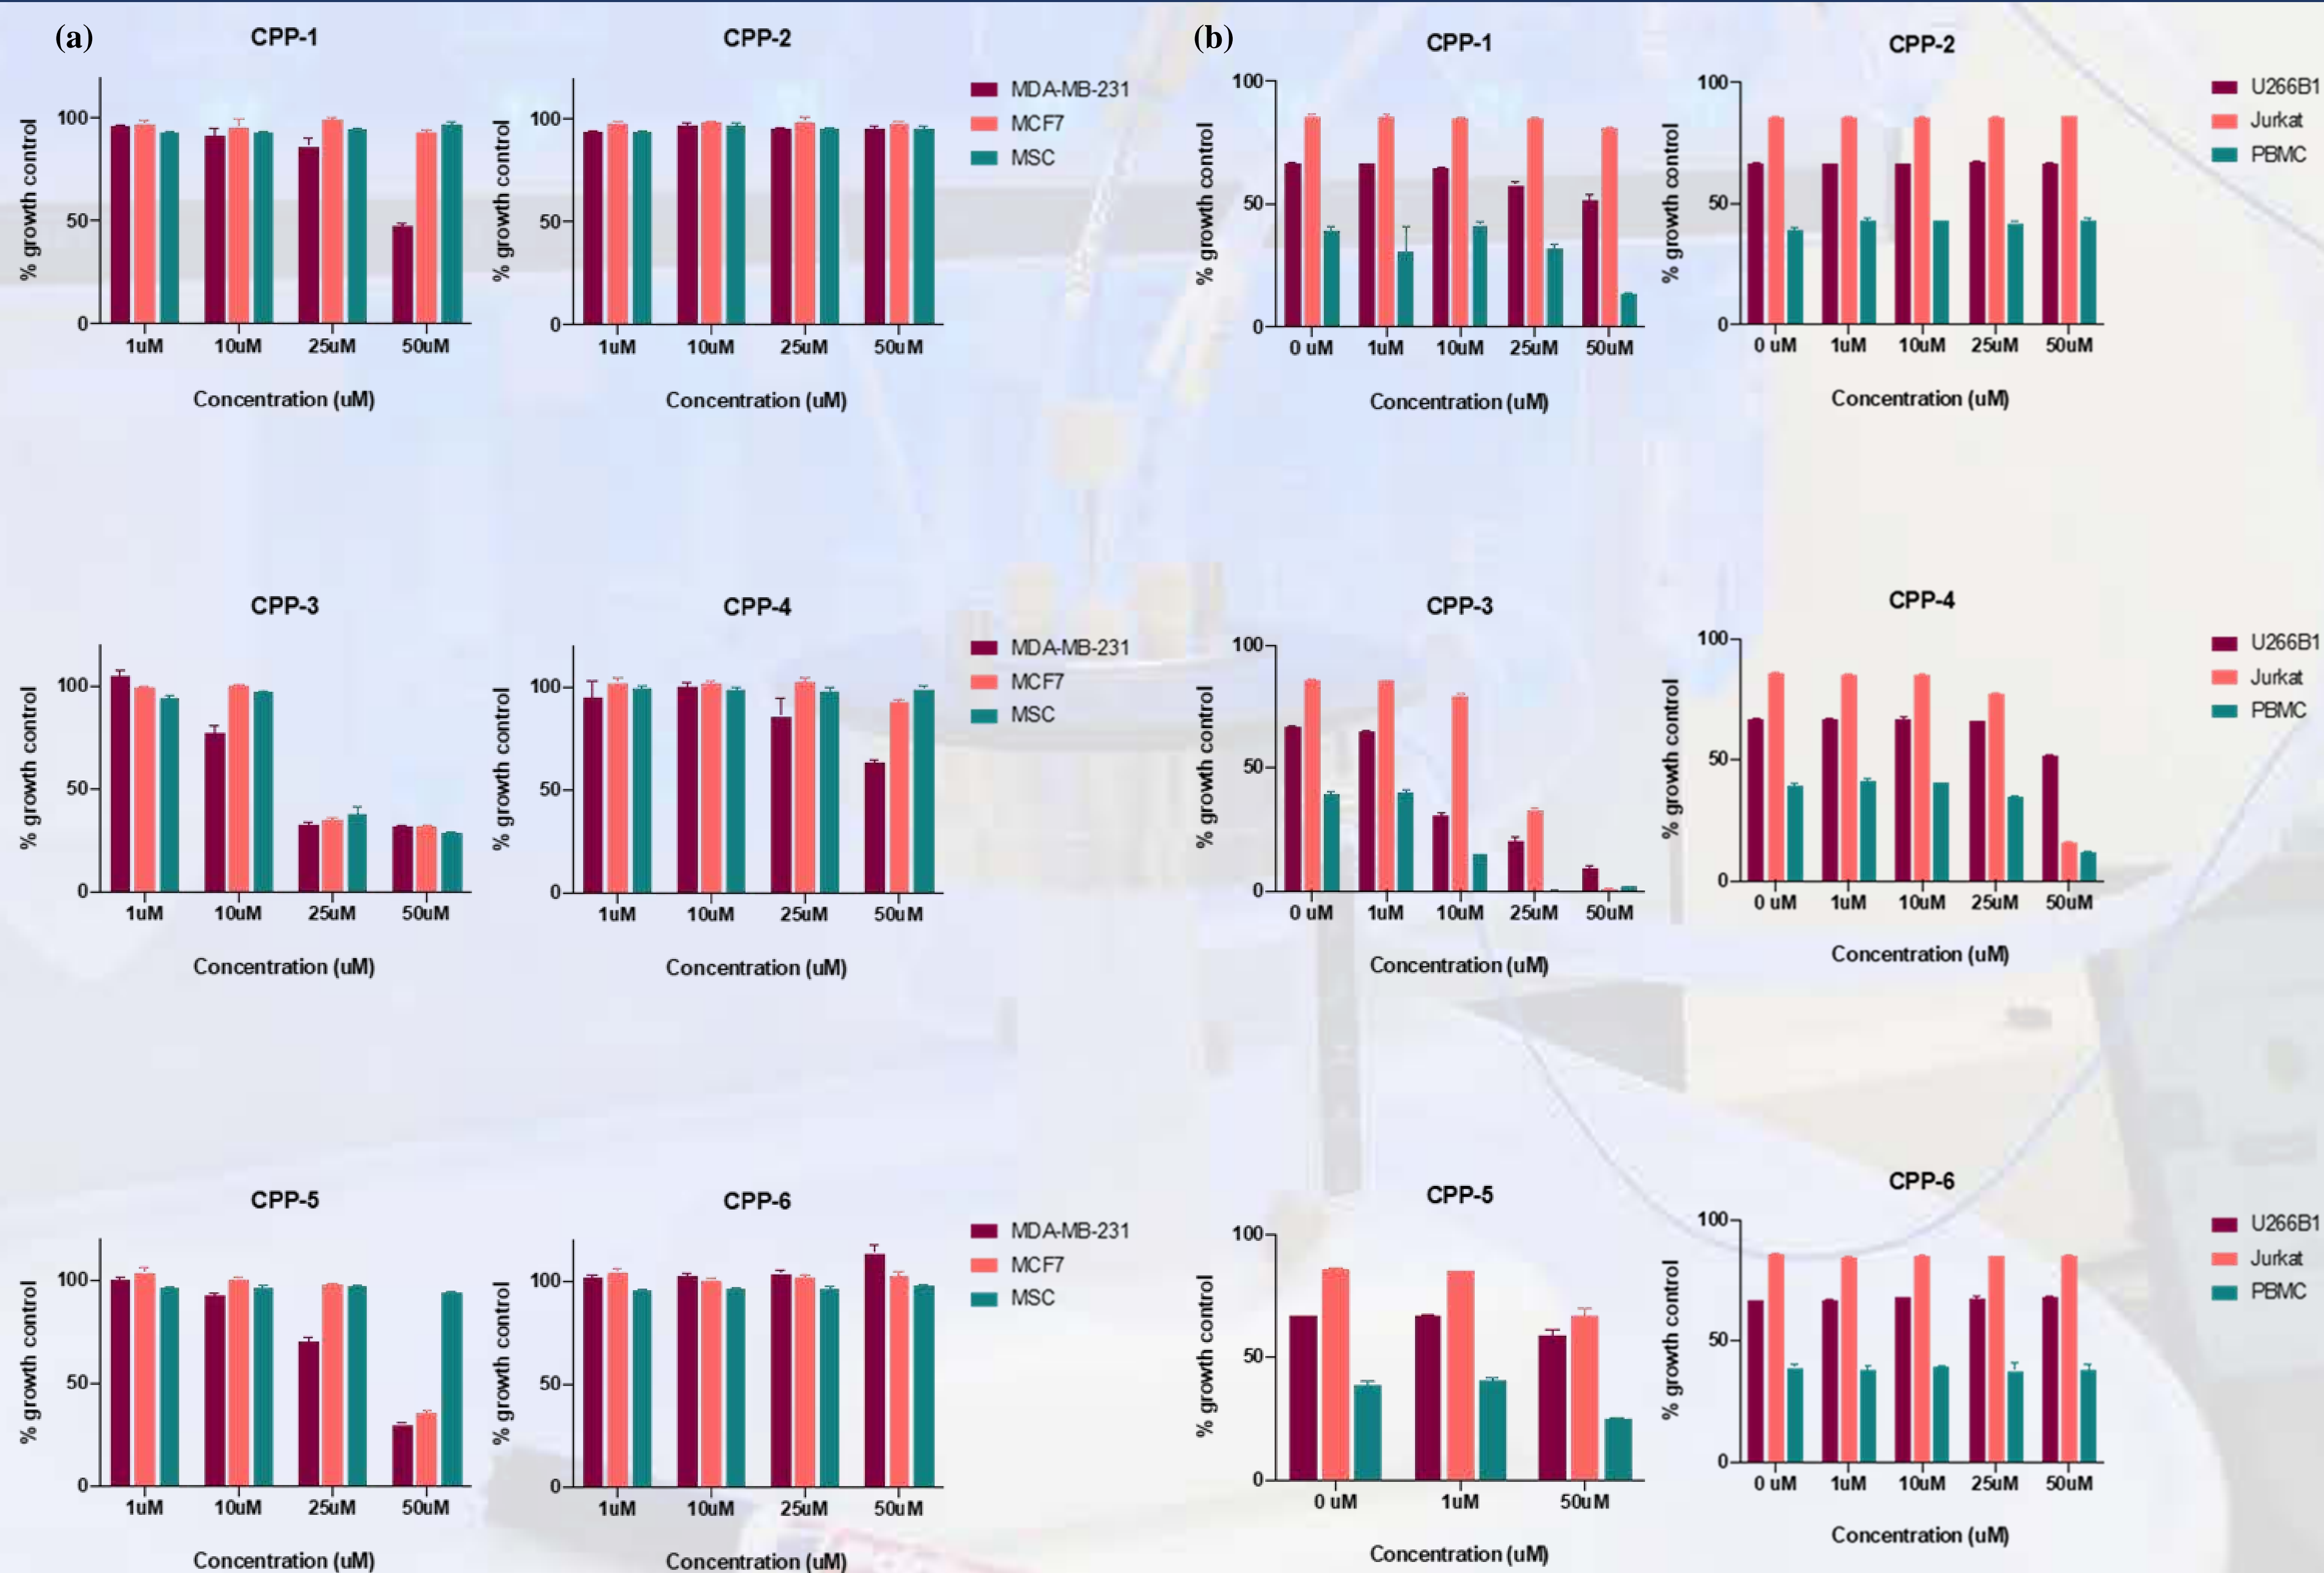 (a)
CPP-1
% growth control
100
50
0
1uM 10uM 25uM 50uM
Concentration (uM)
CPP-2
% growth control
100
50
0
1uM 10uM 25uM 50uM
Concentration (uM)
MDA-MB-231
MCF7
MSC
(b)
CPP-1
% growth control
100
50
0
0 uM 1uM 10uM 25uM 50uM
Concentration (uM)
CPP-2
% growth control
100
50
0
0 uM 1uM 10uM 25uM 50uM
Concentration (uM)
U266B1
Jurkat
PBMC
CPP-3
% growth control
100
50
0
1uM 10uM 25uM 50uM
Concentration (uM)
CPP-4
% growth control
100
50
0
1uM 10uM 25uM 50uM
Concentration (uM)
MDA-MB-231
MCF7
MSC
CPP-3
% growth control
100
50
0
0 uM 1uM 10uM 25uM 50uM
Concentration (uM)
CPP-4
% growth control
100
50
0
0 uM 1uM 10uM 25uM 50uM
Concentration (uM)
U266B1
Jurkat
PBMC
CPP-5
% growth control
100
50
0
1uM 10uM 25uM 50uM
Concentration (uM)
CPP-6
% growth control
100
50
0
1uM 10uM 25uM 50uM
Concentration (uM)
MDA-MB-231
MCF7
MSC
CPP-5
% growth control
100
50
0
0 uM 1uM 50uM
Concentration (uM)
CPP-6
% growth control
100
50
0
0 uM 1uM 10uM 25uM 50uM
Concentration (uM)
U266B1
Jurkat
PBMC